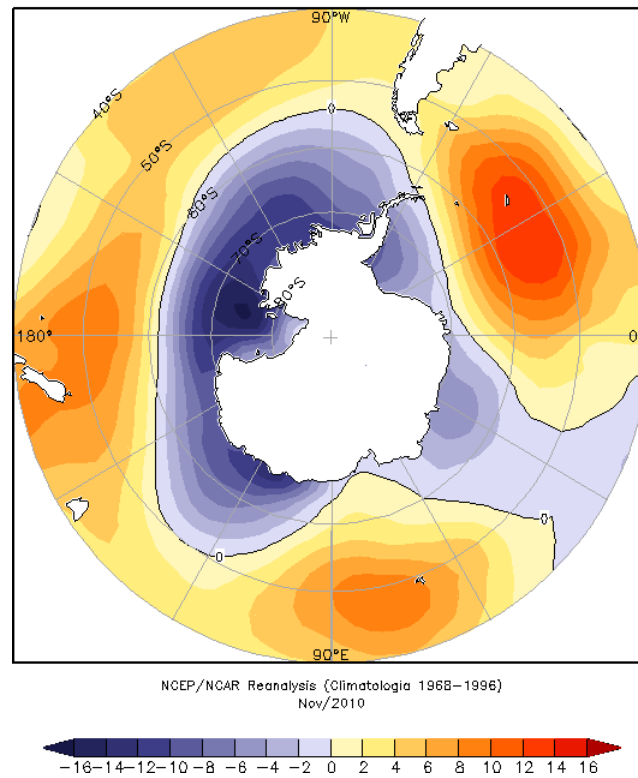 90°W
40°S
50°S
60°S
70°S
80°S
0
180°
0
0
0
90°E
NCEP/NCAR Reanalysis (Climatologia 1968-1996)
Nov/2010
-16-14-12-10 -8 -6 -4 -2 0 2 4 6 8 10 12 14 16